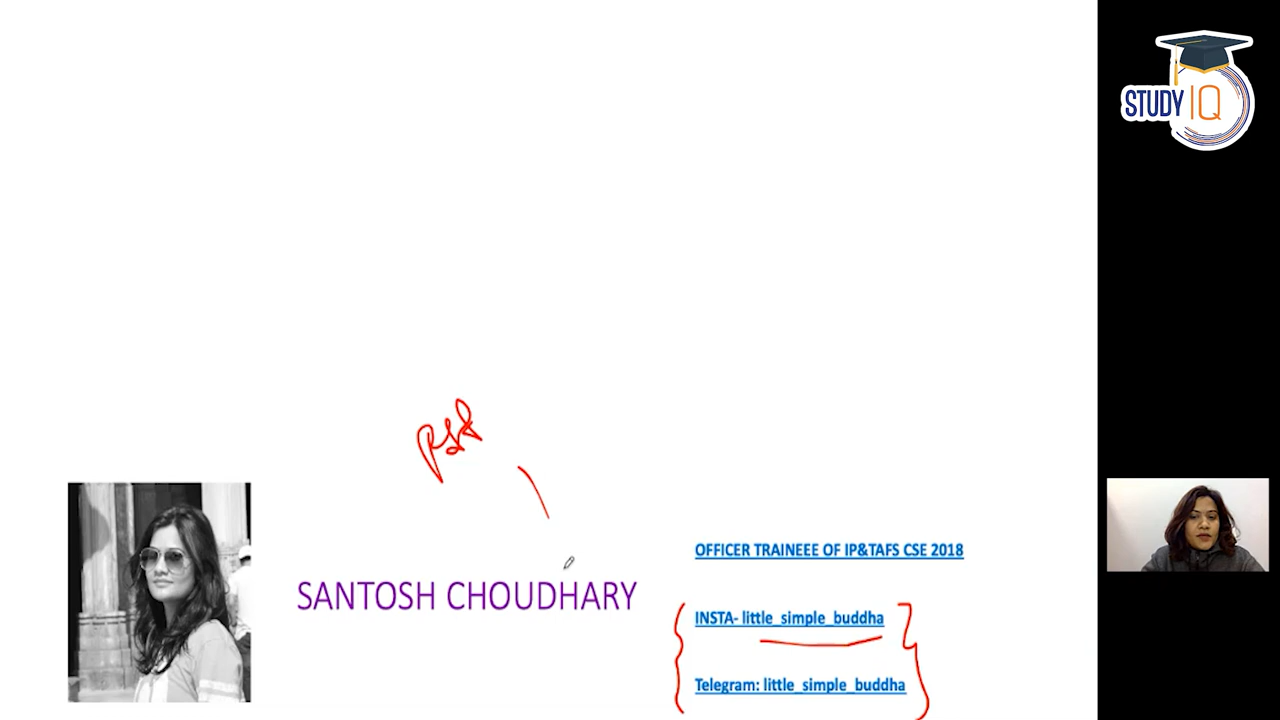 STUDY IQ
SANTOSH CHOUDHARY
OFFICER TRAINEEE OF IP&TAFS CSE 2018
INSTA- little_simple_buddha
Telegram: little_simple_buddha